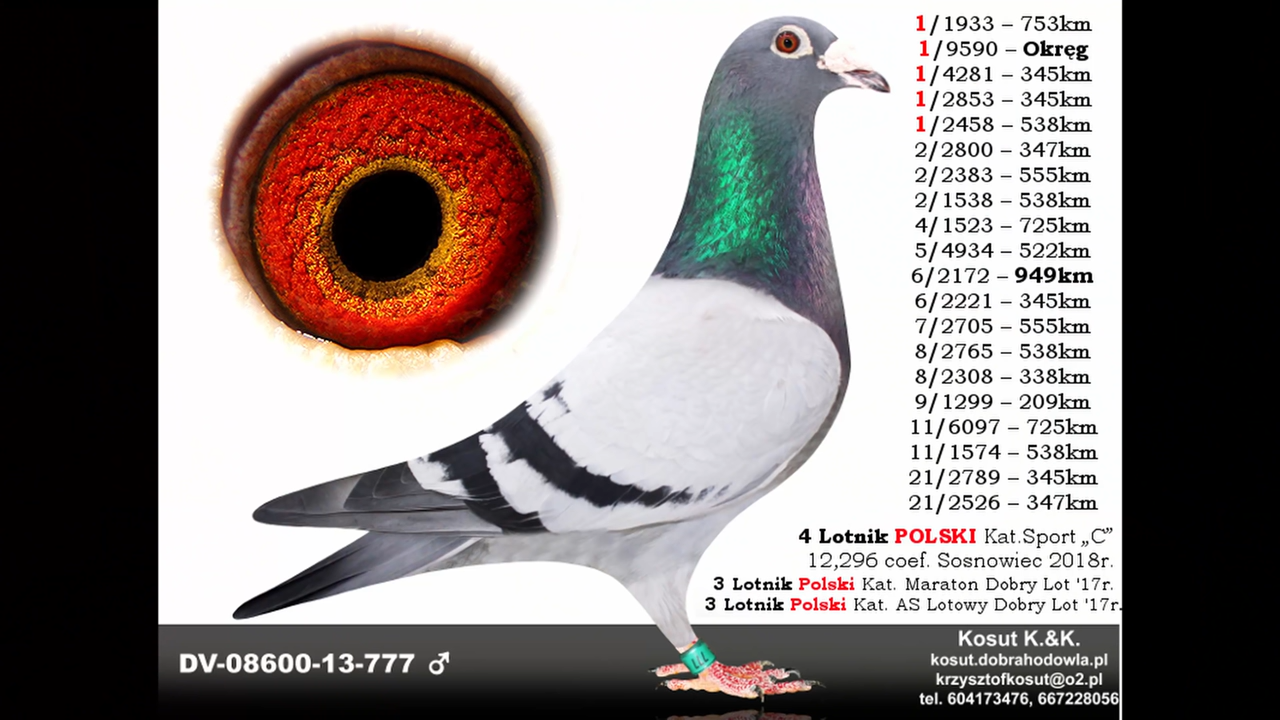 1/1933 – 753km
1/9590 – Okręg
1/4281 – 345km
1/2853 – 345km
1/2458 – 538km
2/2800 – 347km
2/2383 – 555km
2/1538 – 538km
4/1523 – 725km
5/4934 – 522km
6/2172 – 949km
6/2221 – 345km
7/2705 – 555km
8/2765 – 538km
8/2308 – 338km
9/1299 – 209km
11/6097 – 725km
11/1574 – 538km
21/2789 – 345km
21/2526 – 347km
4 Lotnik POLSKI Kat.Sport „C”
12,296 coef. Sosnowiec 2018r.
3 Lotnik Polski Kat. Maraton Dobry Lot '17r.
3 Lotnik Polski Kat. AS Lotowy Dobry Lot '17r.
DV-08600-13-777 ♂
Kosut K.&K.
kosut.dobrahodowla.pl
krzysztofkosut@o2.pl
tel. 604173476, 667228056